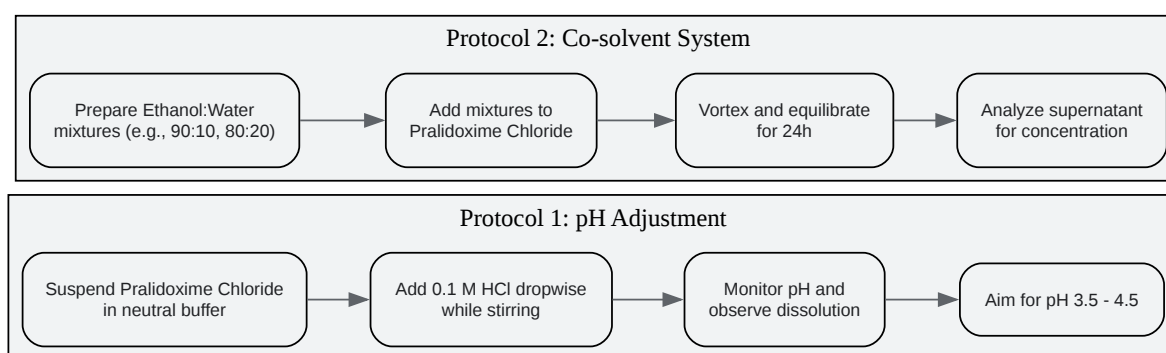 Protocol 2: Co-solvent System
Prepare Ethanol:Water
mixtures (e.g., 90:10, 80:20)
Add mixtures to
Pralidoxime Chloride
Vortex and equilibrate
for 24h
Analyze supernatant
for concentration
Protocol 1: pH Adjustment
Suspend Pralidoxime Chloride
in neutral buffer
Add 0.1 M HCl dropwise
while stirring
Monitor pH and
observe dissolution
Aim for pH 3.5 - 4.5